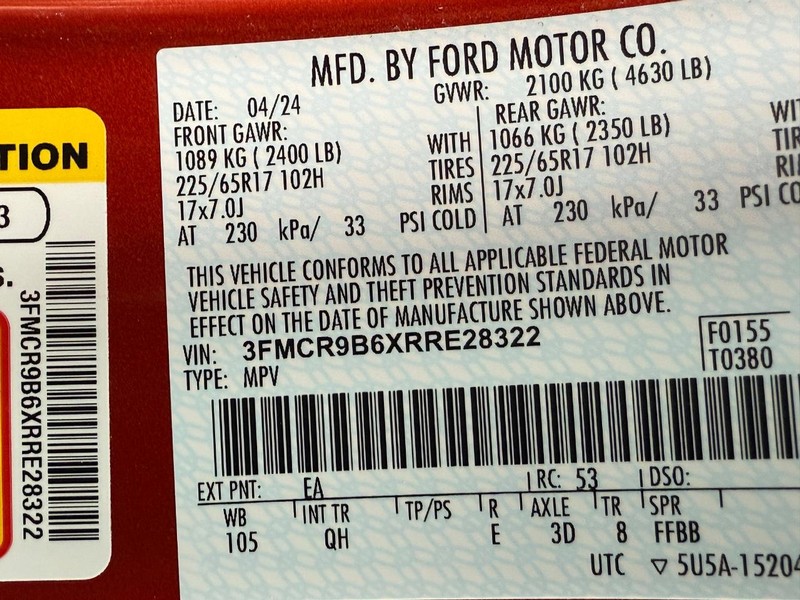 MFD. BY FORD MOTOR CO.
DATE: 04/24 GVWR: 2100 KG ( 4630 LB)
FRONT GAWR: REAR GAWR:
1089 KG ( 2400 LB) WITH 1066 KG ( 2350 LB)
225/65R17 102H TIRES 225/65R17 102H
17x7.0J RIMS 17x7.0J
AT 230 kPa/ 33 PSI COLD AT 230 kPa/ 33 PSI CO
THIS VEHICLE CONFORMS TO ALL APPLICABLE FEDERAL MOTOR
VEHICLE SAFETY AND THEFT PREVENTION STANDARDS IN
EFFECT ON THE DATE OF MANUFACTURE SHOWN ABOVE.
VIN: 3FMCR9B6XRRE28322
TYPE: MPV
F0155
T0380
EXT PNT: EA RC: 53 DSO:
WB INT TR TP/PS R AXLE TR SPR
105 QH E 3D 8 FFBB
UTC ▽ 5U5A-15204
TION
3
S.
3FMCR9B6XRRE28322